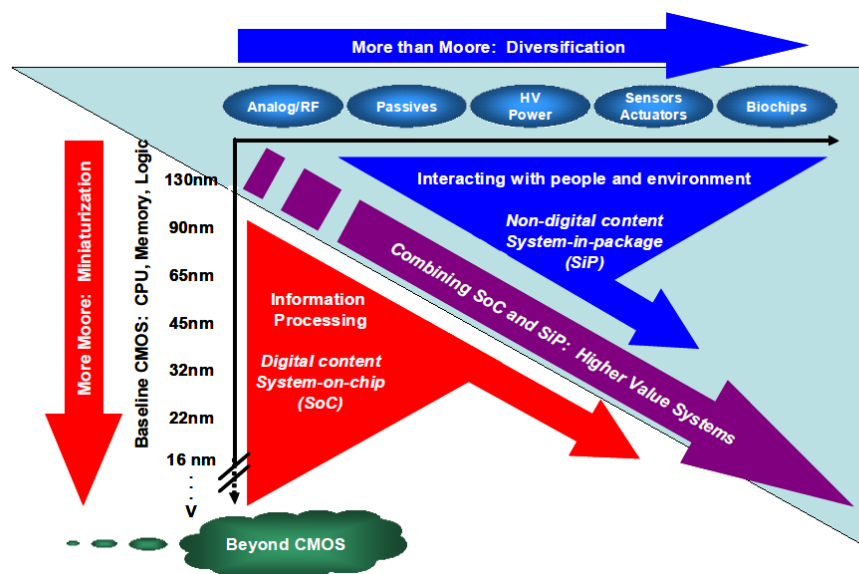 More than Moore: Diversification
Analog/RF
Passives
HV
Power
Sensors
Actuators
Biochips
More Moore: Miniaturization
Baseline CMOS: CPU, Memory, Logic
130nm
90nm
65nm
45nm
32nm
22nm
16 nm
.
.
.
V
Interacting with people and environment
Non-digital content
System-in-package
(SiP)
Combining SoC and SiP: Higher Value Systems
Information
Processing
Digital content
System-on-chip
(SoC)
Beyond CMOS